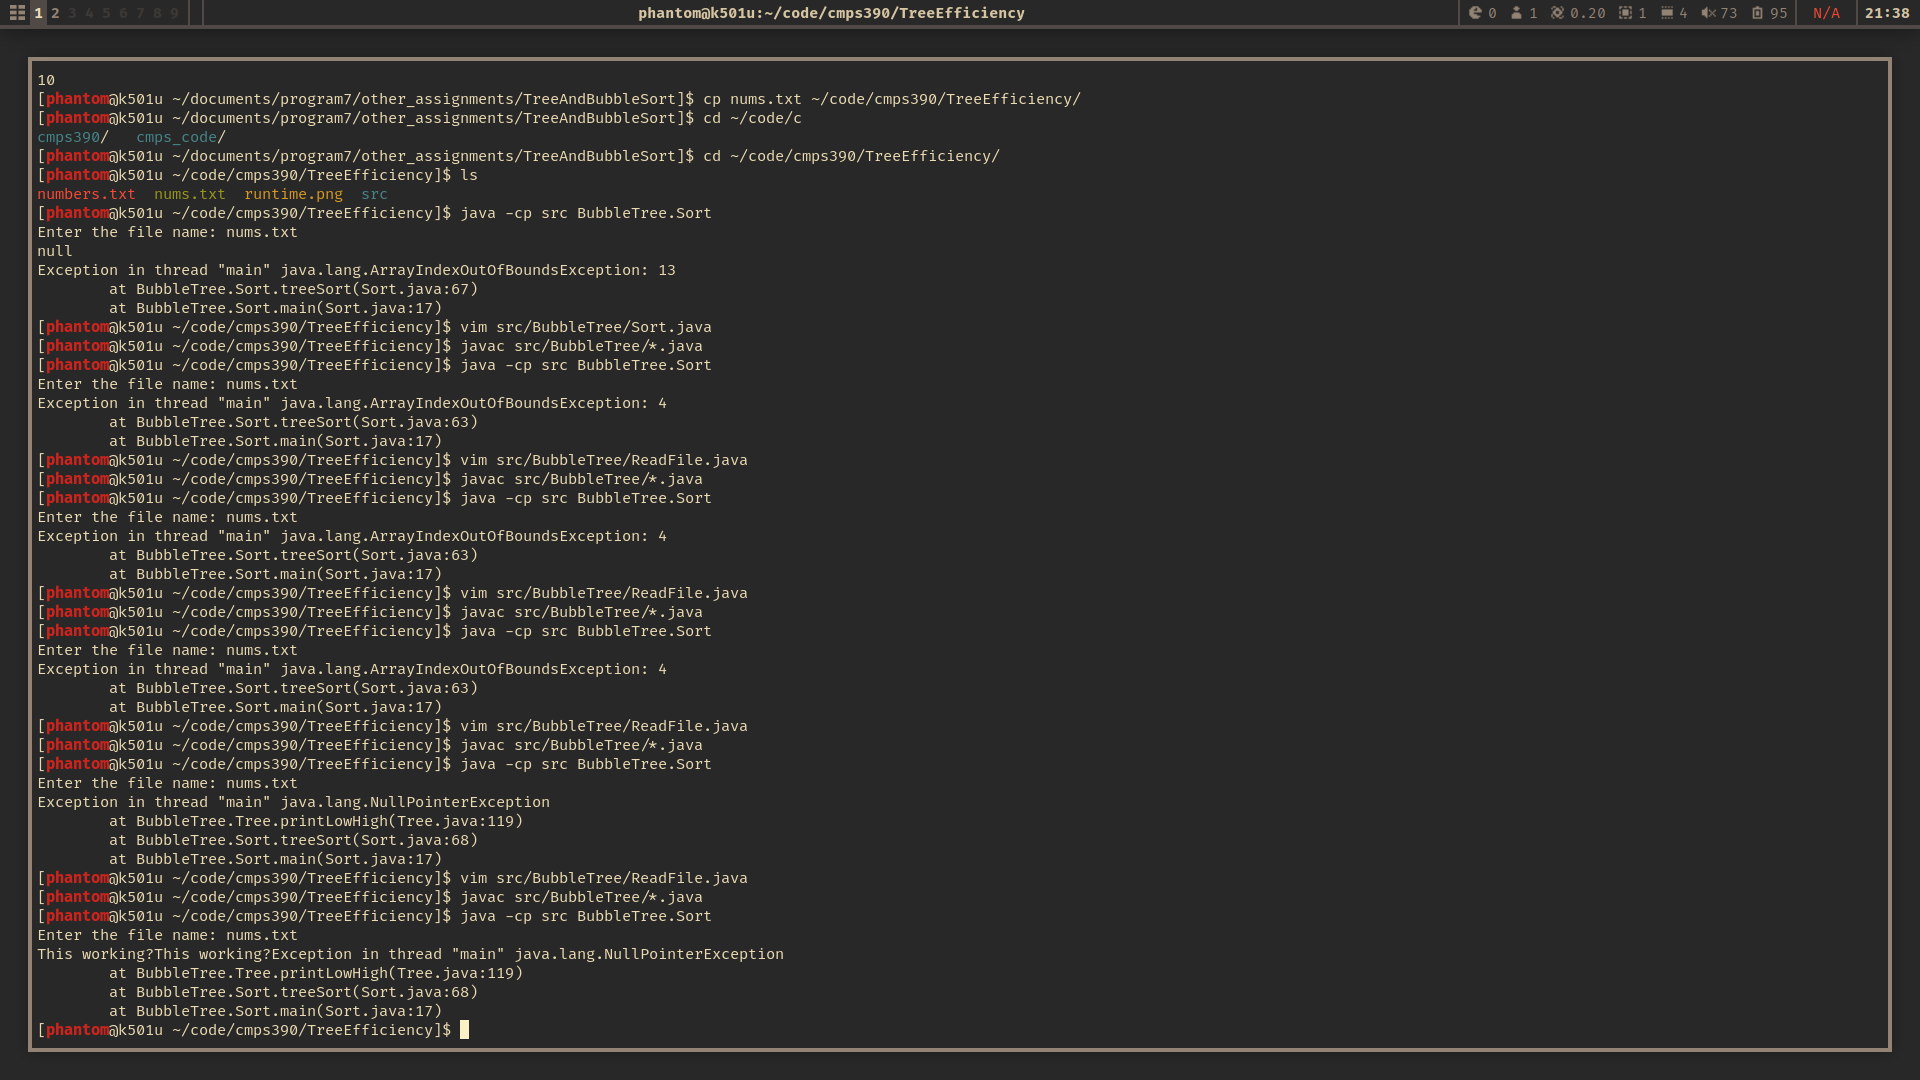 1 2 3 4 5 6 7 8 9 phantom@k501u:~/code/cmps390/TreeEfficiency 0 1 0.20 1 4 73 95 N/A 21:38
10
[phantom@k501u ~/documents/program7/other_assignments/TreeAndBubbleSort]$ cp nums.txt ~/code/cmps390/TreeEfficiency/
[phantom@k501u ~/documents/program7/other_assignments/TreeAndBubbleSort]$ cd ~/code/c
cmps390/   cmps_code/
[phantom@k501u ~/documents/program7/other_assignments/TreeAndBubbleSort]$ cd ~/code/cmps390/TreeEfficiency/
[phantom@k501u ~/code/cmps390/TreeEfficiency]$ ls
numbers.txt  nums.txt  runtime.png  src
[phantom@k501u ~/code/cmps390/TreeEfficiency]$ java -cp src BubbleTree.Sort
Enter the file name: nums.txt
null
Exception in thread "main" java.lang.ArrayIndexOutOfBoundsException: 13
        at BubbleTree.Sort.treeSort(Sort.java:67)
        at BubbleTree.Sort.main(Sort.java:17)
[phantom@k501u ~/code/cmps390/TreeEfficiency]$ vim src/BubbleTree/Sort.java
[phantom@k501u ~/code/cmps390/TreeEfficiency]$ javac src/BubbleTree/*.java
[phantom@k501u ~/code/cmps390/TreeEfficiency]$ java -cp src BubbleTree.Sort
Enter the file name: nums.txt
Exception in thread "main" java.lang.ArrayIndexOutOfBoundsException: 4
        at BubbleTree.Sort.treeSort(Sort.java:63)
        at BubbleTree.Sort.main(Sort.java:17)
[phantom@k501u ~/code/cmps390/TreeEfficiency]$ vim src/BubbleTree/ReadFile.java
[phantom@k501u ~/code/cmps390/TreeEfficiency]$ javac src/BubbleTree/*.java
[phantom@k501u ~/code/cmps390/TreeEfficiency]$ java -cp src BubbleTree.Sort
Enter the file name: nums.txt
Exception in thread "main" java.lang.ArrayIndexOutOfBoundsException: 4
        at BubbleTree.Sort.treeSort(Sort.java:63)
        at BubbleTree.Sort.main(Sort.java:17)
[phantom@k501u ~/code/cmps390/TreeEfficiency]$ vim src/BubbleTree/ReadFile.java
[phantom@k501u ~/code/cmps390/TreeEfficiency]$ javac src/BubbleTree/*.java
[phantom@k501u ~/code/cmps390/TreeEfficiency]$ java -cp src BubbleTree.Sort
Enter the file name: nums.txt
Exception in thread "main" java.lang.ArrayIndexOutOfBoundsException: 4
        at BubbleTree.Sort.treeSort(Sort.java:63)
        at BubbleTree.Sort.main(Sort.java:17)
[phantom@k501u ~/code/cmps390/TreeEfficiency]$ vim src/BubbleTree/ReadFile.java
[phantom@k501u ~/code/cmps390/TreeEfficiency]$ javac src/BubbleTree/*.java
[phantom@k501u ~/code/cmps390/TreeEfficiency]$ java -cp src BubbleTree.Sort
Enter the file name: nums.txt
Exception in thread "main" java.lang.NullPointerException
        at BubbleTree.Tree.printLowHigh(Tree.java:119)
        at BubbleTree.Sort.treeSort(Sort.java:68)
        at BubbleTree.Sort.main(Sort.java:17)
[phantom@k501u ~/code/cmps390/TreeEfficiency]$ vim src/BubbleTree/ReadFile.java
[phantom@k501u ~/code/cmps390/TreeEfficiency]$ javac src/BubbleTree/*.java
[phantom@k501u ~/code/cmps390/TreeEfficiency]$ java -cp src BubbleTree.Sort
Enter the file name: nums.txt
This working?This working?Exception in thread "main" java.lang.NullPointerException
        at BubbleTree.Tree.printLowHigh(Tree.java:119)
        at BubbleTree.Sort.treeSort(Sort.java:68)
        at BubbleTree.Sort.main(Sort.java:17)
[phantom@k501u ~/code/cmps390/TreeEfficiency]$